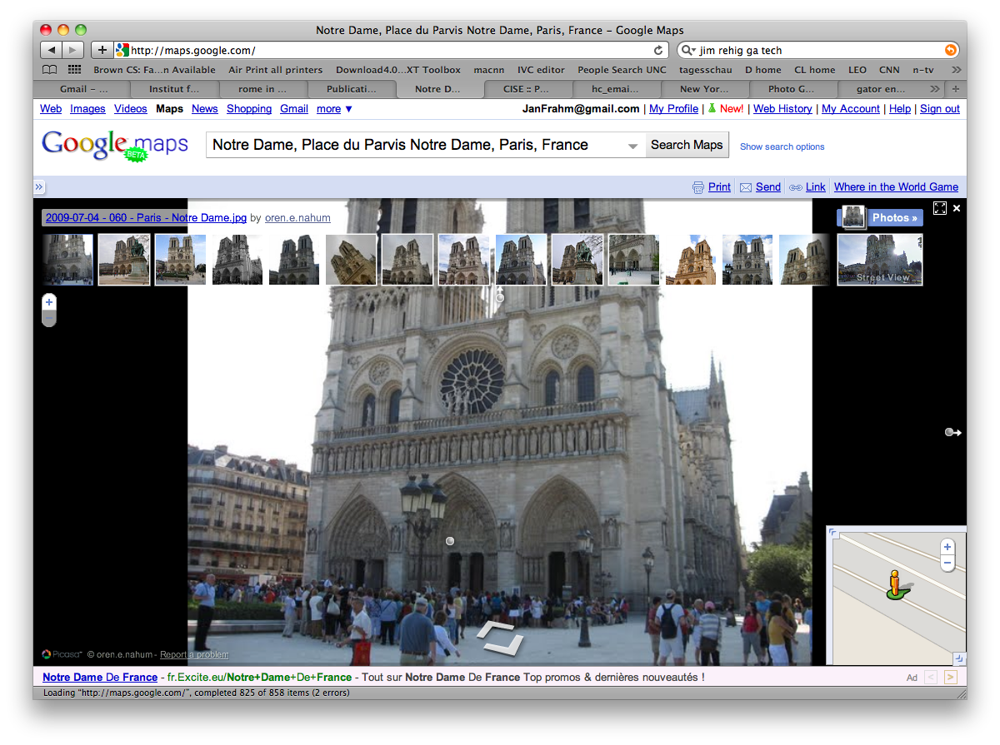 Notre Dame, Place du Parvis Notre Dame, Paris, France – Google Maps
http://maps.google.com/
jim rehig ga tech
Brown CS: Fa...n Available Air Print all printers Download4.0...XT Toolbox macnn IVC editor People Search UNC tagesschau D home CL home LEO CNN n-tv »
Gmail – ... Institut f... rome in ... Publicati... Notre D... CISE :: P... hc_emai... New Yor... Photo G... gator en... » +
Web Images Videos Maps News Shopping Gmail more ▼ JanFrahm@gmail.com | My Profile | New! | Web History | My Account | Help | Sign out
Google maps BETA
Notre Dame, Place du Parvis Notre Dame, Paris, France Search Maps Show search options
» Print Send Link Where in the World Game
2009-07-04 - 060 - Paris - Notre Dame.jpg by oren.e.nahum Photos »
Street View
Picasa™ © oren.e.nahum - Report a problem
Notre Dame De France - fr.Excite.eu/Notre+Dame+De+France - Tout sur Notre Dame De France Top promos & dernières nouveautés ! Ad < >
Loading “http://maps.google.com/”, completed 825 of 858 items (2 errors)